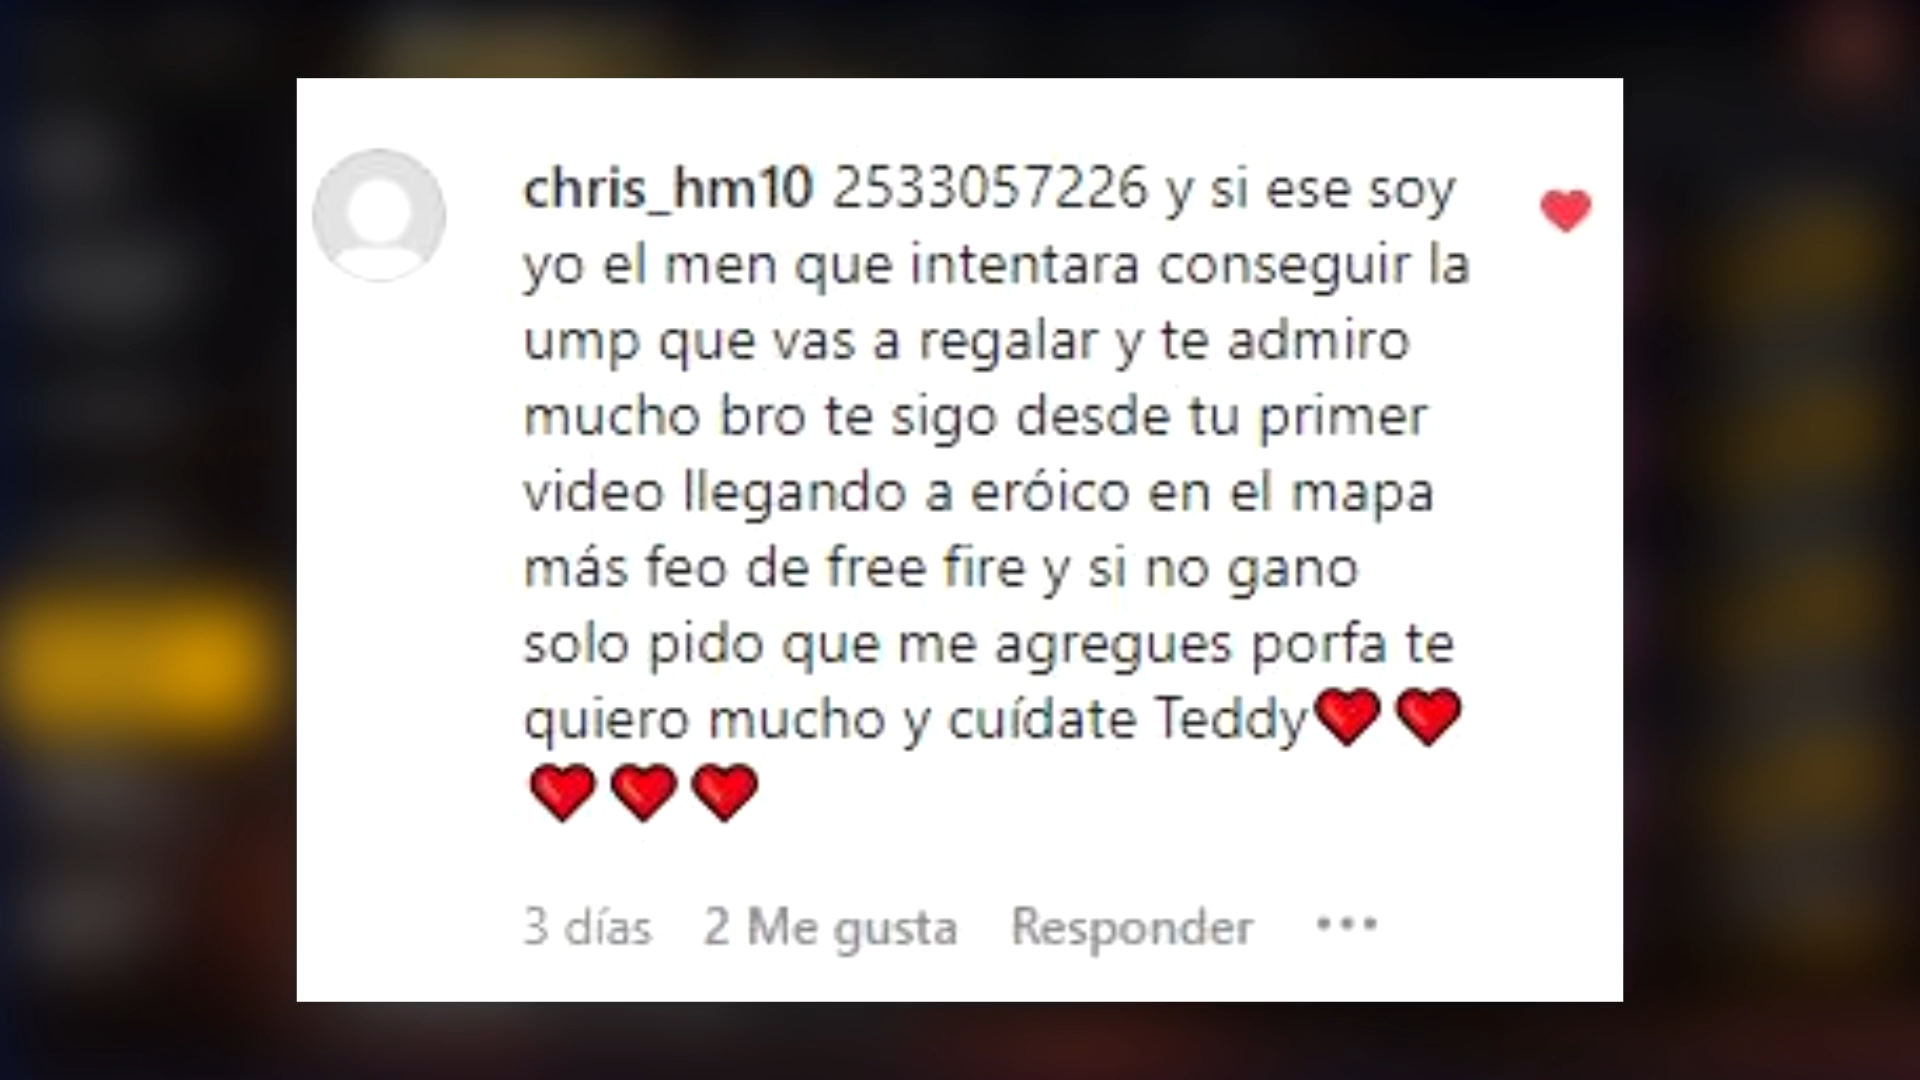 chris_hm10 2533057226 y si ese soy
yo el men que intentara conseguir la
ump que vas a regalar y te admiro
mucho bro te sigo desde tu primer
video llegando a eróico en el mapa
más feo de free fire y si no gano
solo pido que me agregues porfa te
quiero mucho y cuídate Teddy❤️❤️
❤️❤️❤️
3 días 2 Me gusta Responder •••